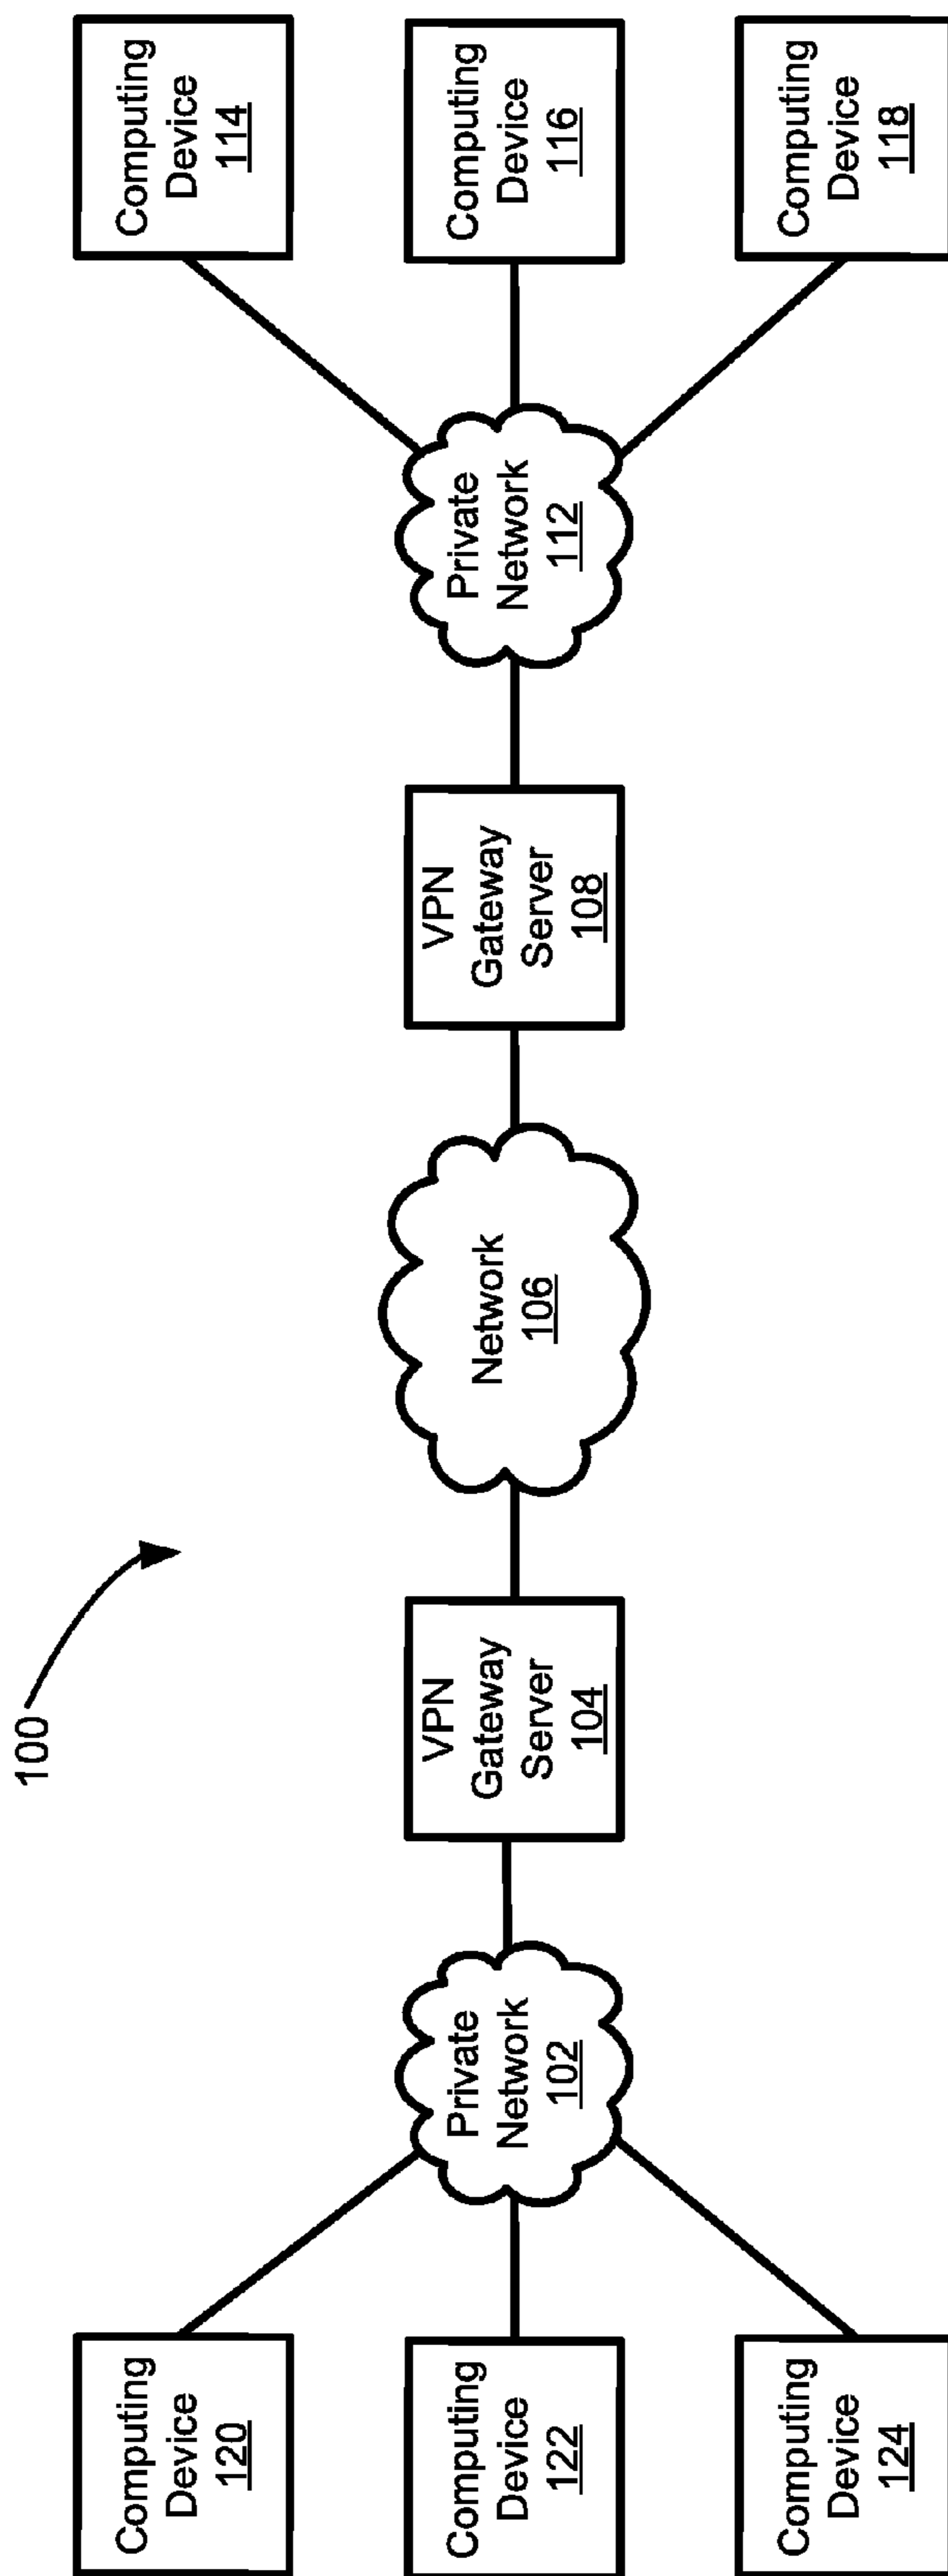 100
Computing
Device
120
Computing
Device
122
Computing
Device
124
Private
Network
102
VPN
Gateway
Server
104
Network
106
VPN
Gateway
Server
108
Private
Network
112
Computing
Device
114
Computing
Device
116
Computing
Device
118